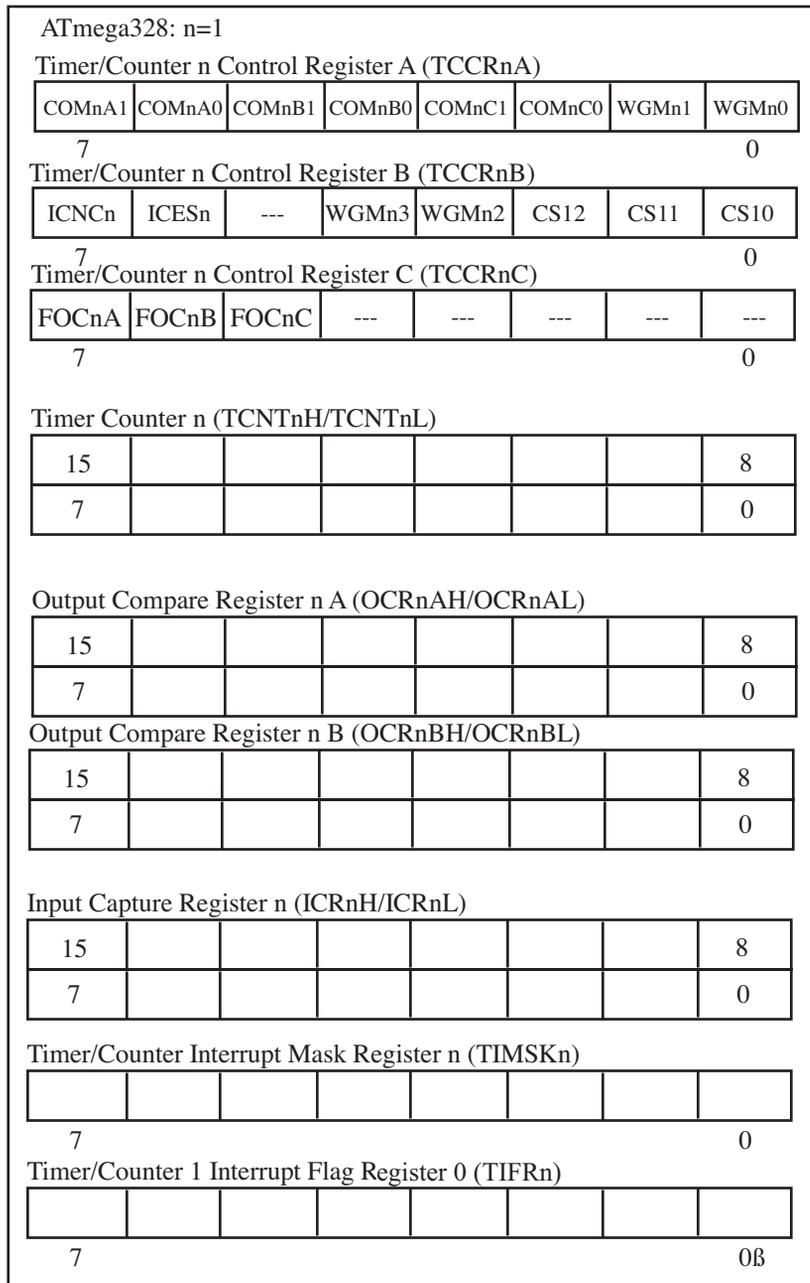 ATmega328: n=1
Timer/Counter n Control Register A (TCCRnA)
COMnA1 COMnA0 COMnB1 COMnB0 COMnC1 COMnC0 WGMn1 WGMn0
7 0
Timer/Counter n Control Register B (TCCRnB)
ICNCn ICESn --- WGMn3 WGMn2 CS12 CS11 CS10
7 0
Timer/Counter n Control Register C (TCCRnC)
FOCnA FOCnB FOCnC --- --- --- --- ---
7 0
Timer Counter n (TCNTnH/TCNTnL)
15 8
7 0
Output Compare Register n A (OCRnAH/OCRnAL)
15 8
7 0
Output Compare Register n B (OCRnBH/OCRnBL)
15 8
7 0
Input Capture Register n (ICRnH/ICRnL)
15 8
7 0
Timer/Counter Interrupt Mask Register n (TIMSKn)
7 0
Timer/Counter 1 Interrupt Flag Register 0 (TIFRn)
7 0ß